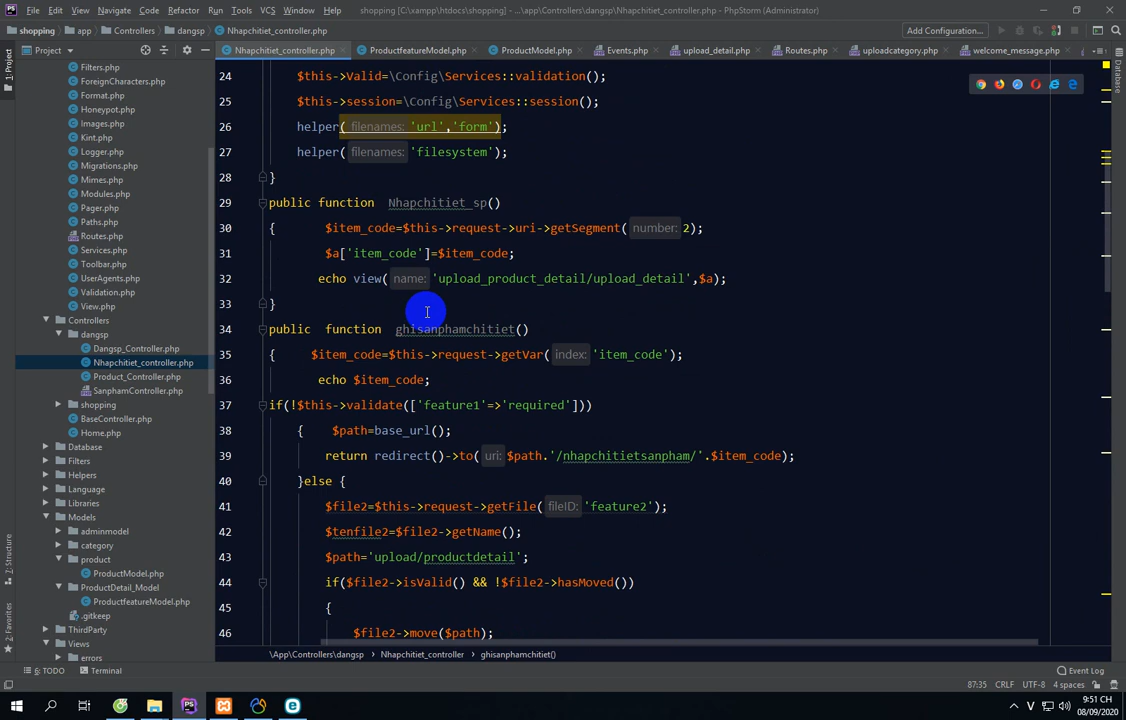 File Edit View Navigate Code Refactor Run Tools VCS Window Help shopping [C:\xampp\htdocs\shopping] - ...\app\Controllers\dangsp\Nhapchitiet_controller.php - PhpStorm (Administrator)
shopping app Controllers dangsp Nhapchitiet_controller.php Add Configuration...
Project Nhapchitiet_controller.php ProductfeatureModel.php ProductModel.php Events.php upload_detail.php Routes.php uploadcategory.php welcome_message.php
1: Project
Database
7: Structure
2: Favorites
Filters.php
ForeignCharacters.php
Format.php
Honeypot.php
Images.php
Kint.php
Logger.php
Migrations.php
Mimes.php
Modules.php
Pager.php
Paths.php
Routes.php
Services.php
Toolbar.php
UserAgents.php
Validation.php
View.php
Controllers
dangsp
Dangsp_Controller.php
Nhapchitiet_controller.php
Product_Controller.php
SanphamController.php
shopping
BaseController.php
Home.php
Database
Filters
Helpers
Language
Libraries
Models
adminmodel
category
product
ProductModel.php
ProductDetail_Model
ProductfeatureModel.php
.gitkeep
ThirdParty
Views
errors
24 $this->Valid=\Config\Services::validation();
25 $this->session=\Config\Services::session();
26 helper( filenames: 'url','form');
27 helper( filenames: 'filesystem');
28 }
29 public function Nhapchitiet_sp()
30 { $item_code=$this->request->uri->getSegment( number: 2);
31 $a['item_code']=$item_code;
32 echo view( name: 'upload_product_detail/upload_detail',$a);
33 }
34 public function ghisanphamchitiet()
35 { $item_code=$this->request->getVar( index: 'item_code');
36 echo $item_code;
37 if(!$this->validate(['feature1'=>'required']))
38 { $path=base_url();
39 return redirect()->to( uri: $path.'/nhapchitietsanpham/'.$item_code);
40 }else {
41 $file2=$this->request->getFile( fileID: 'feature2');
42 $tenfile2=$file2->getName();
43 $path='upload/productdetail';
44 if($file2->isValid() && !$file2->hasMoved())
45 {
46 $file2->move($path);
\App\Controllers\dangsp Nhapchitiet_controller ghisanphamchitiet()
6: TODO Terminal Event Log
87:35 CRLF UTF-8 4 spaces
V 9:51 CH
08/09/2020